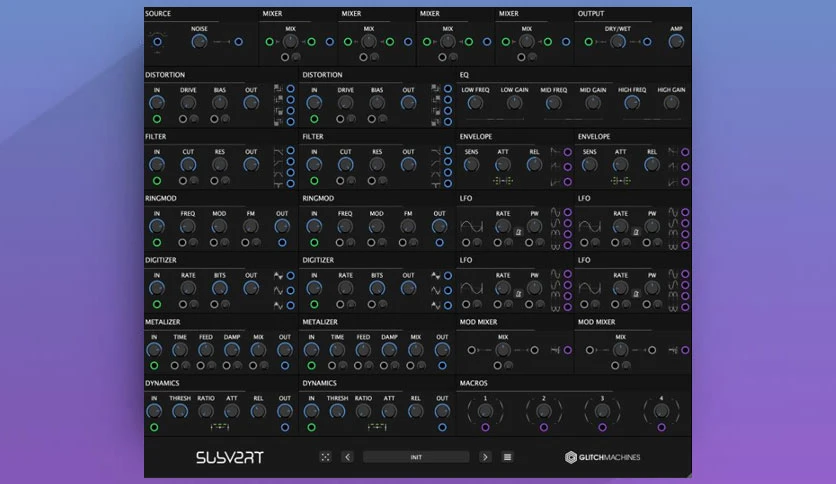 SOURCE MIXER MIXER MIXER MIXER OUTPUT
NOISE MIX MIX MIX MIX DRY/WET AMP
DISTORTION DISTORTION EQ
IN DRIVE BIAS OUT IN DRIVE BIAS OUT LOW FREQ LOW GAIN MID FREQ MID GAIN HIGH FREQ HIGH GAIN
FILTER FILTER ENVELOPE ENVELOPE
IN CUT RES OUT IN CUT RES OUT SENS ATT REL SENS ATT REL
RINGMOD RINGMOD LFO LFO
IN FREQ MOD FM OUT IN FREQ MOD FM OUT RATE PW RATE PW
DIGITIZER DIGITIZER LFO LFO
IN RATE BITS OUT IN RATE BITS OUT RATE PW RATE PW
METALIZER METALIZER MOD MIXER MOD MIXER
IN TIME FEED DAMP MIX OUT IN TIME FEED DAMP MIX OUT MIX MIX
DYNAMICS DYNAMICS MACROS
IN THRESH RATIO ATT REL OUT IN THRESH RATIO ATT REL OUT 1 2 3 4
SUBVERT INIT GLITCHMACHINES